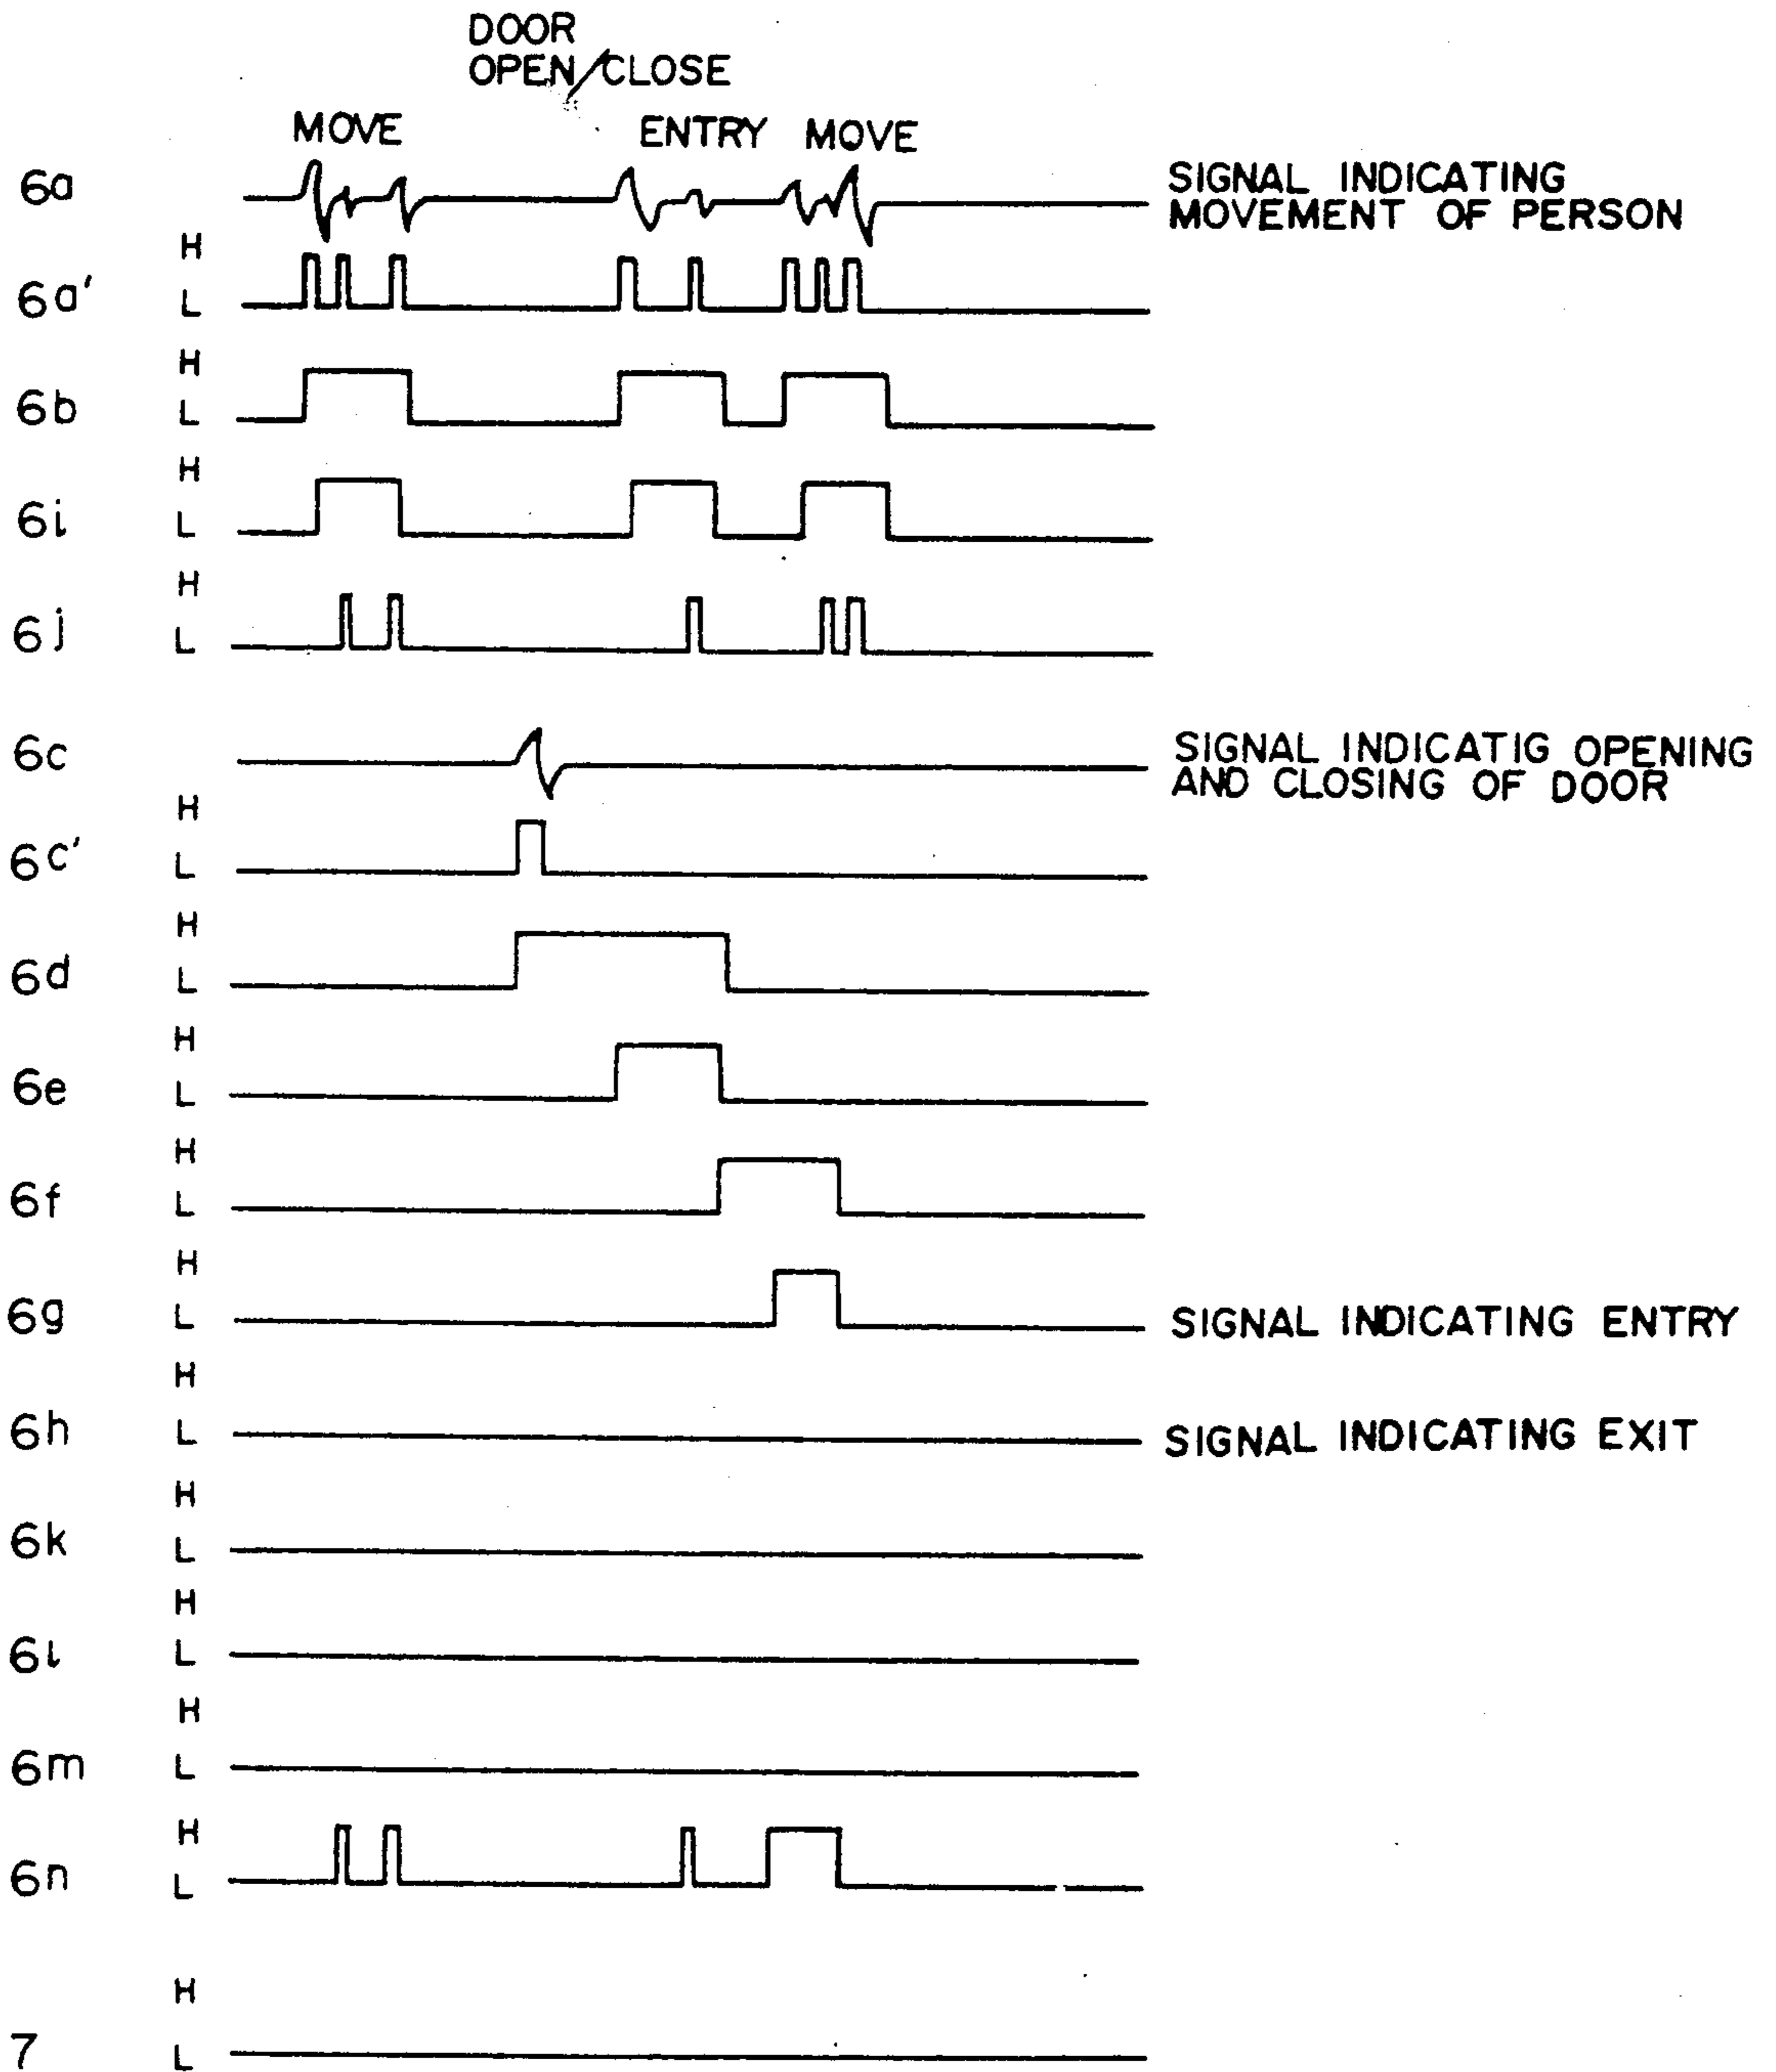 DOOR
OPEN/CLOSE
MOVE ENTRY MOVE
6a SIGNAL INDICATING
MOVEMENT OF PERSON
H
6a' L
H
6b L
H
6i L
H
6j L
6c SIGNAL INDICATIG OPENING
AND CLOSING OF DOOR
H
6c' L
H
6d L
H
6e L
H
6f L
H
6g L SIGNAL INDICATING ENTRY
H
6h L SIGNAL INDICATING EXIT
H
6k L
H
6l L
H
6m L
H
6n L
H
7 L